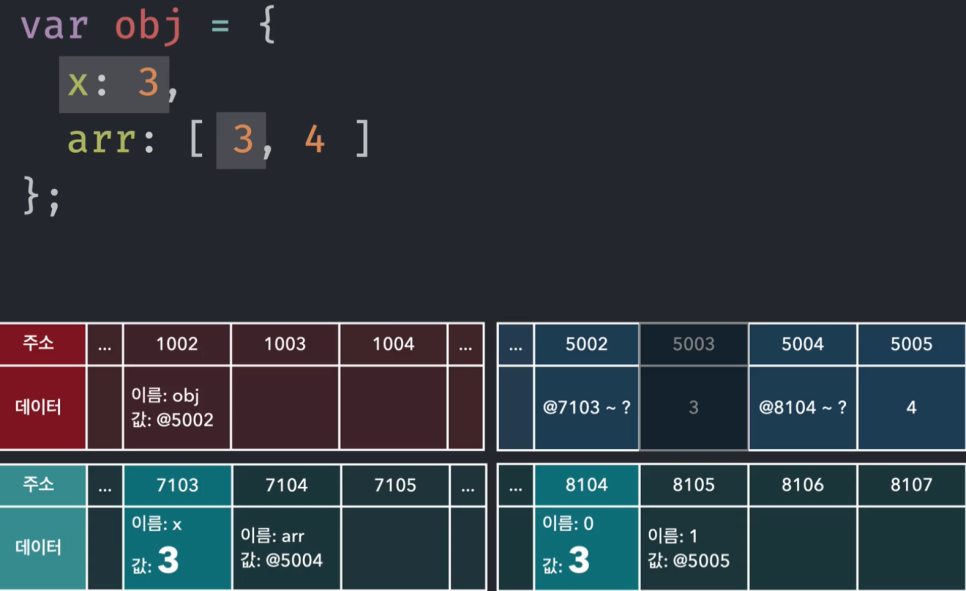 var obj = {
x: 3,
arr: [ 3, 4 ]
};
주소 ... 1002 1003 1004 ...
데이터 이름: obj
값: @5002
... 5002 5003 5004 5005
@7103 ~ ? 3 @8104 ~ ? 4
주소 ... 7103 7104 7105 ...
데이터 이름: x
값: 3
이름: arr
값: @5004
... 8104 8105 8106 8107
이름: 0
값: 3
이름: 1
값: @5005